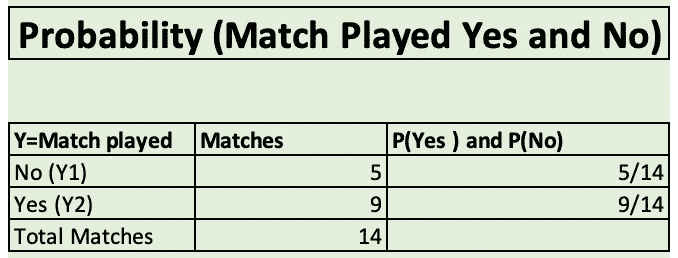 Probability (Match Played Yes and No)
Y=Match played Matches P(Yes ) and P(No)
No (Y1) 5 5/14
Yes (Y2) 9 9/14
Total Matches 14